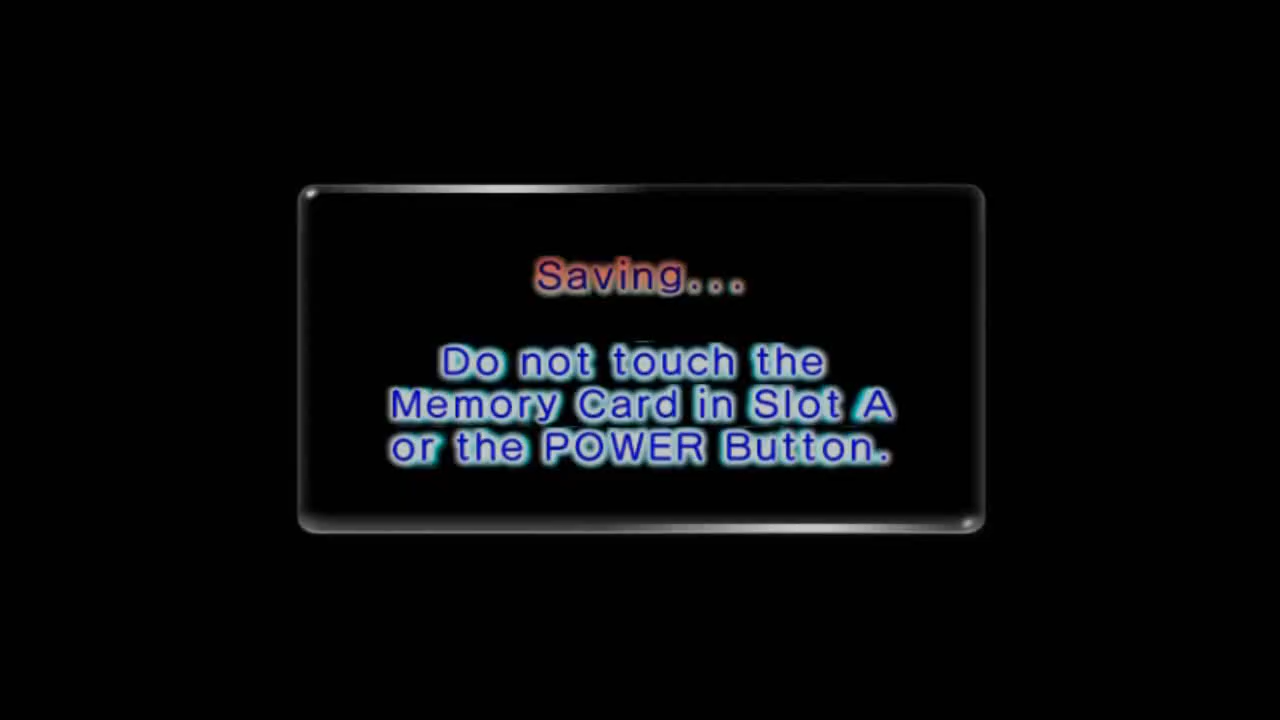 Saving...
Do not touch the
Memory Card in Slot A
or the POWER Button.